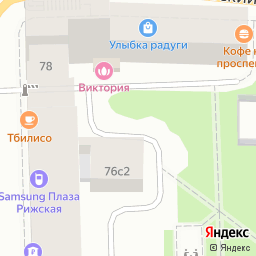 Улыбка радуги
Кофе н
проспе
78
Виктория
Тбилисо
76с2
Samsung Плаза
Рижская
Яндекс
© Яндекс